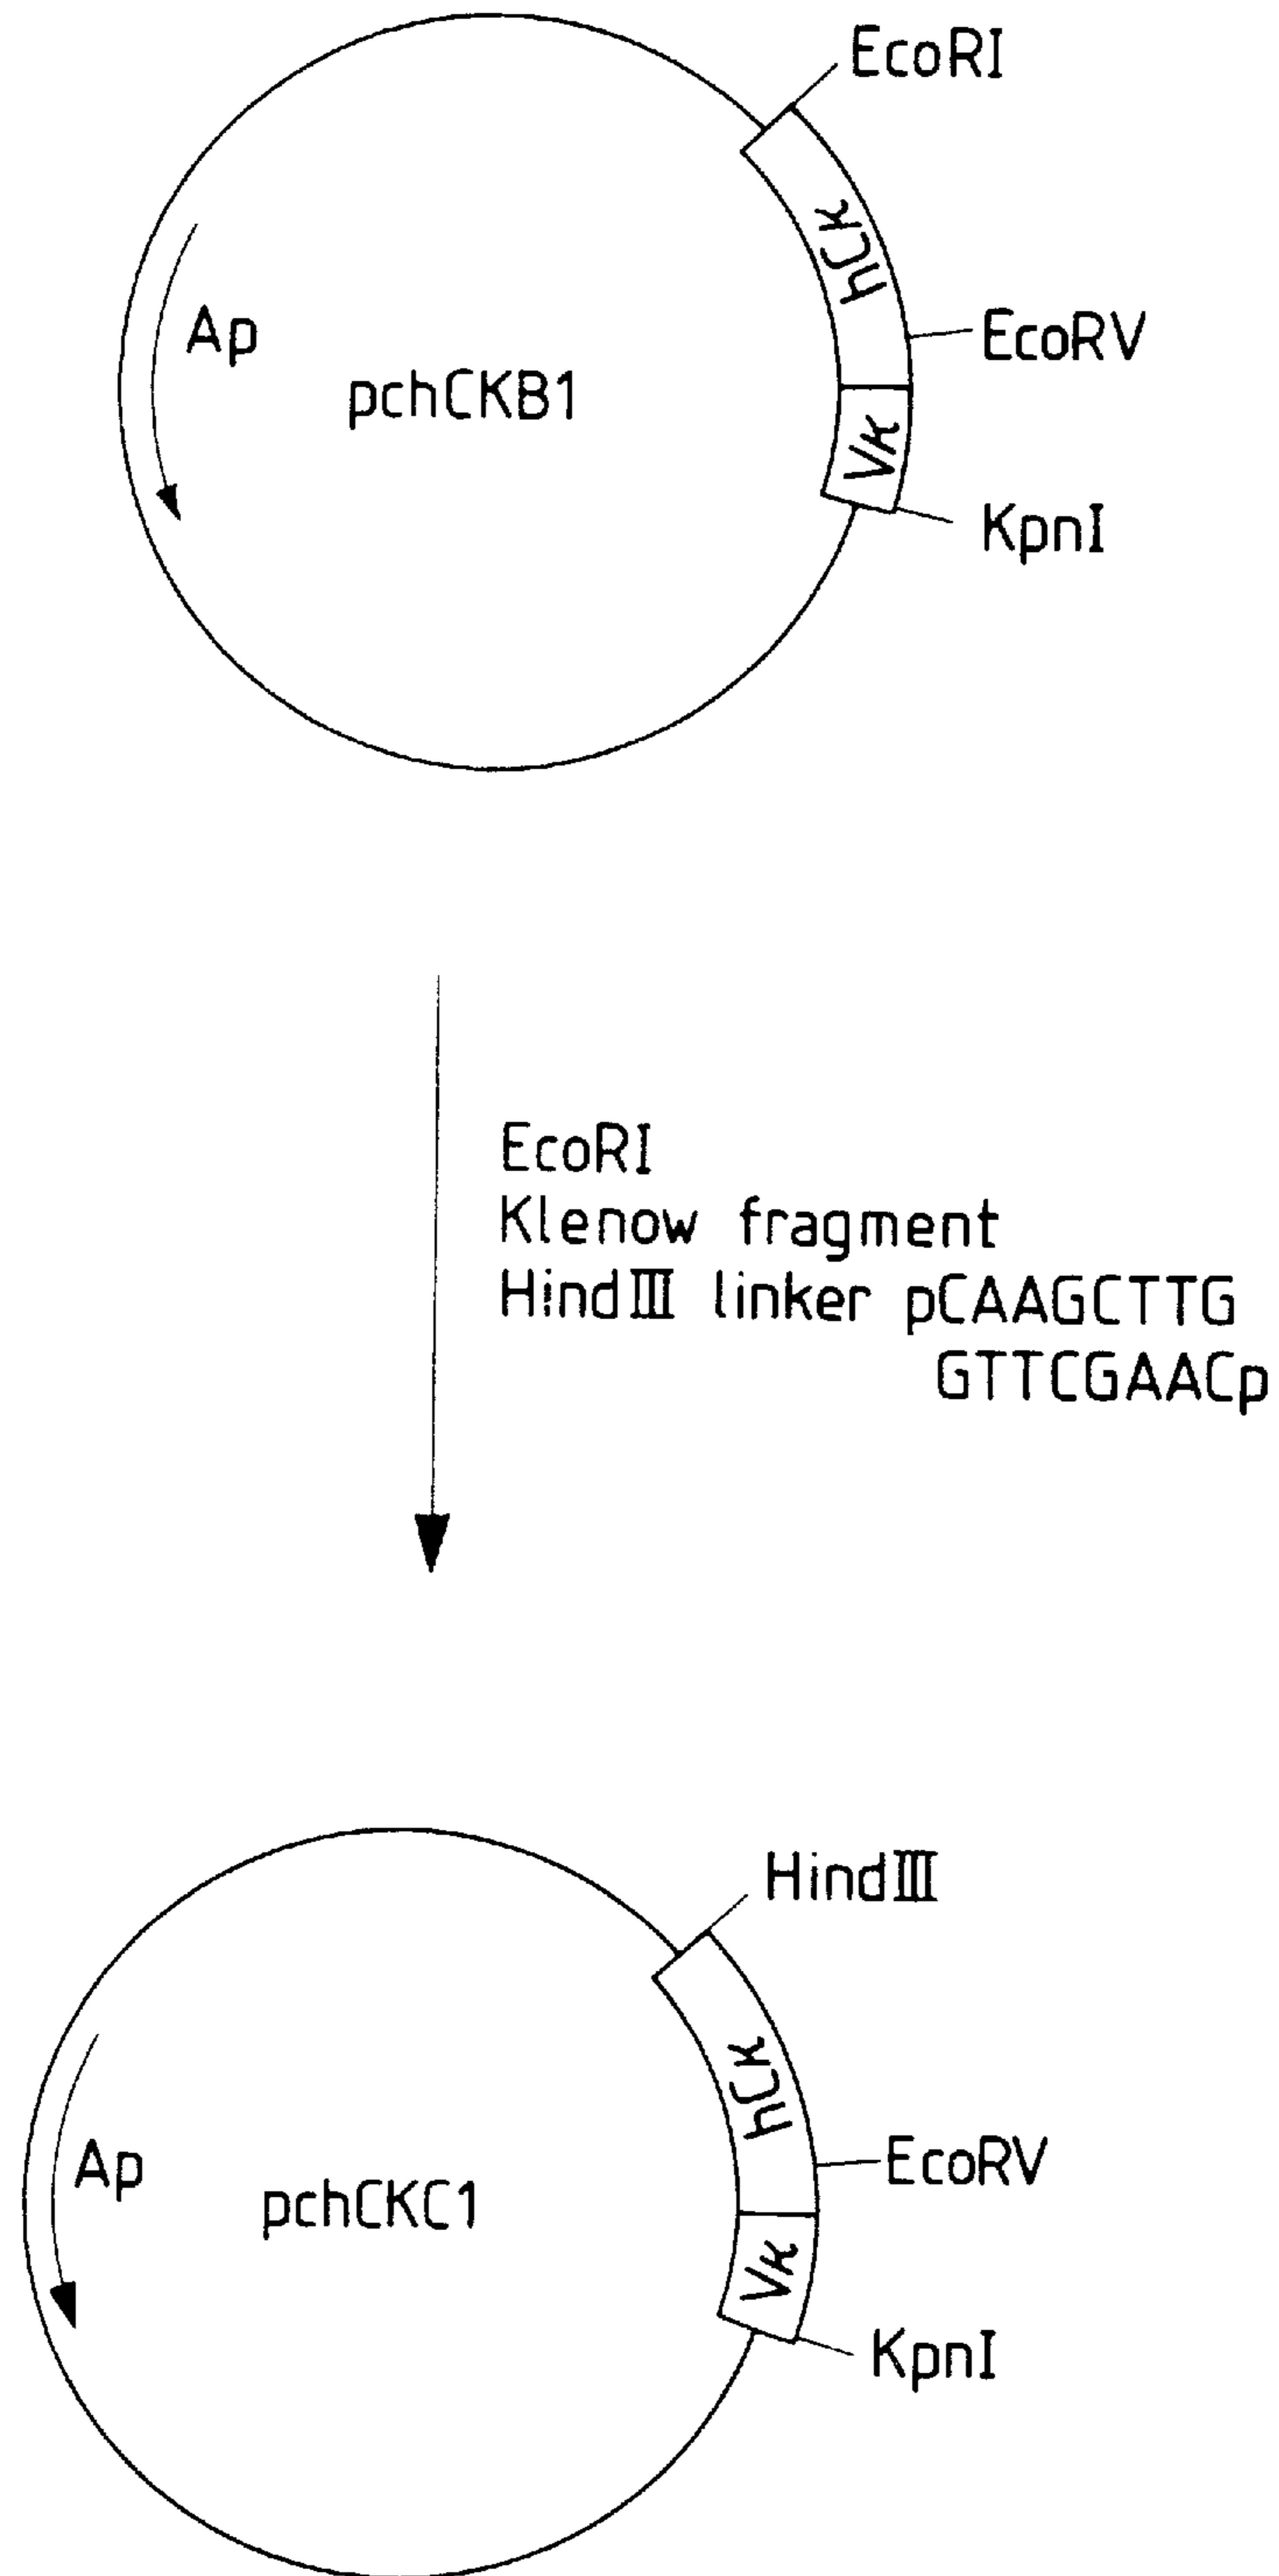 EcoRI
hCκ
EcoRV
Ap
pchCKB1
Vκ
KpnI
EcoRI
Klenow fragment
HindIII linker pCAAGCTTG
GTTCGAACp
HindIII
hCκ
EcoRV
Ap
pchCKC1
Vκ
KpnI